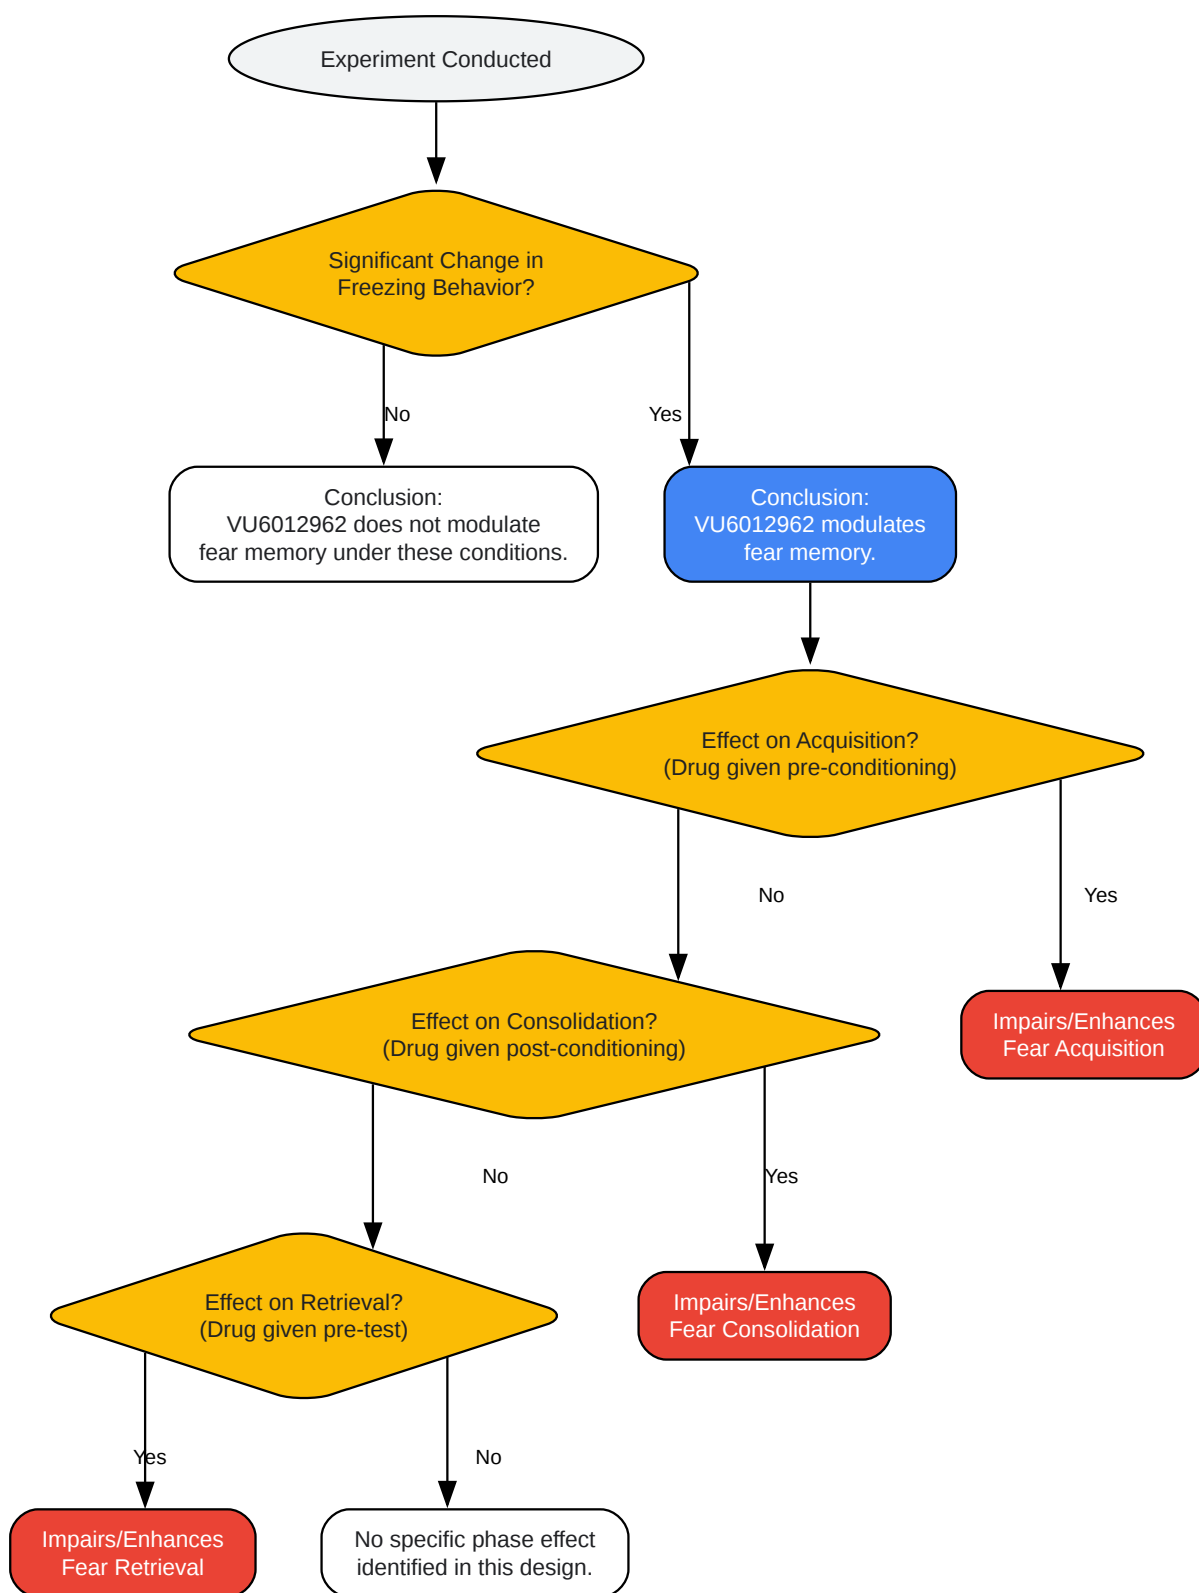 Experiment Conducted
Significant Change in
Freezing Behavior?
No
Yes
Conclusion:
VU6012962 does not modulate
fear memory under these conditions.
Conclusion:
VU6012962 modulates
fear memory.
Effect on Acquisition?
(Drug given pre-conditioning)
No
Yes
Effect on Consolidation?
(Drug given post-conditioning)
Impairs/Enhances
Fear Acquisition
No
Yes
Effect on Retrieval?
(Drug given pre-test)
Impairs/Enhances
Fear Consolidation
Yes
No
Impairs/Enhances
Fear Retrieval
No specific phase effect
identified in this design.